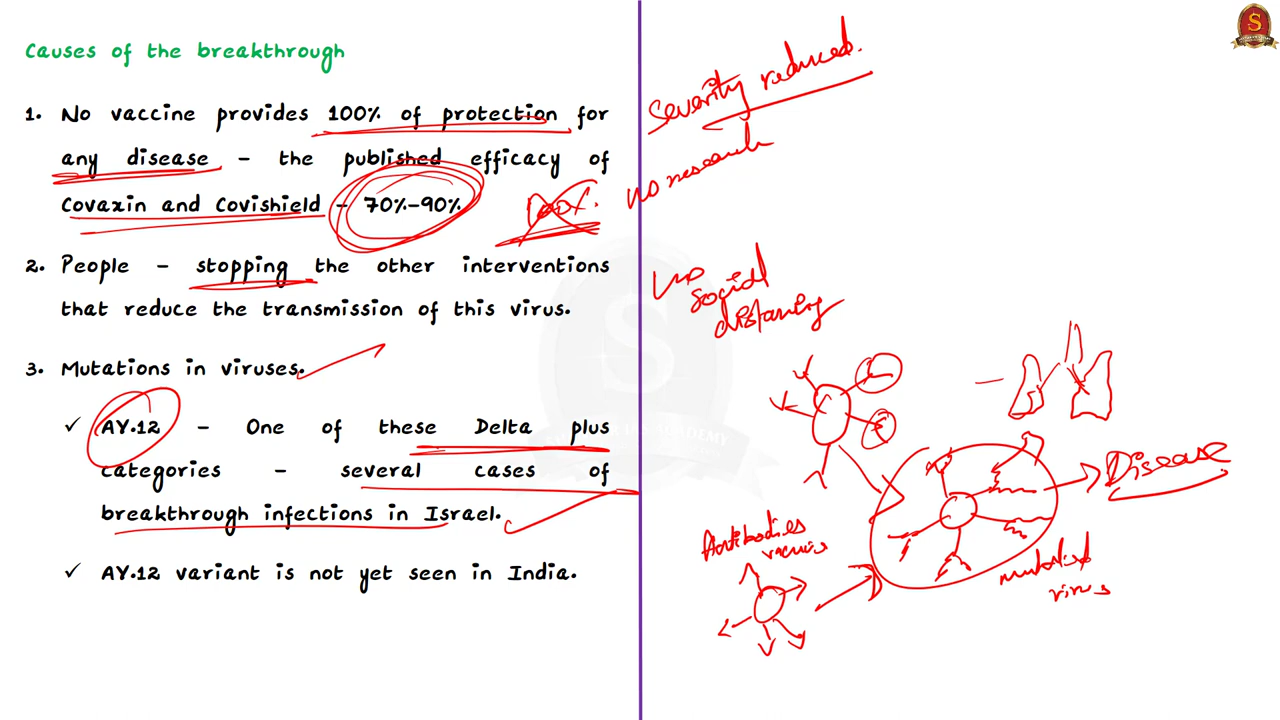 Causes of the breakthrough
1. No vaccine provides 100% of protection for
any disease - the published efficacy of
Covaxin and Covishield - 70%-90%
100%.
2. People - stopping the other interventions
that reduce the transmission of this virus.
3. Mutations in viruses.
✓ AY.12 - One of these Delta plus
categories - several cases of
breakthrough infections in Israel.
✓ AY.12 variant is not yet seen in India.
Severity reduced.
no research
no
social
distancing
Disease
Antibodies
mutated
virus
S